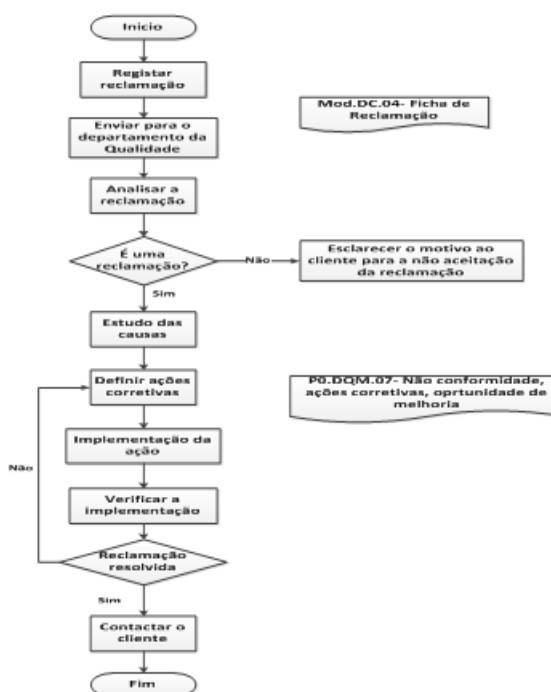 Inicio
Registar
reclamação
Mod.DC.04- Ficha de
Reclamação
Enviar para o
departamento da
Qualidade
Analisar a
reclamação
É uma
reclamação?
Não
Esclarecer o motivo ao
cliente para a não aceitação
da reclamação
Sim
Estudo das
causas
Definir ações
corretivas
P0.DQM.07- Não conformidade,
ações corretivas, oprtunidade de
melhoria
Implementação da
ação
Não
Verificar a
implementação
Reclamação
resolvida
Sim
Contactar o
cliente
Fim